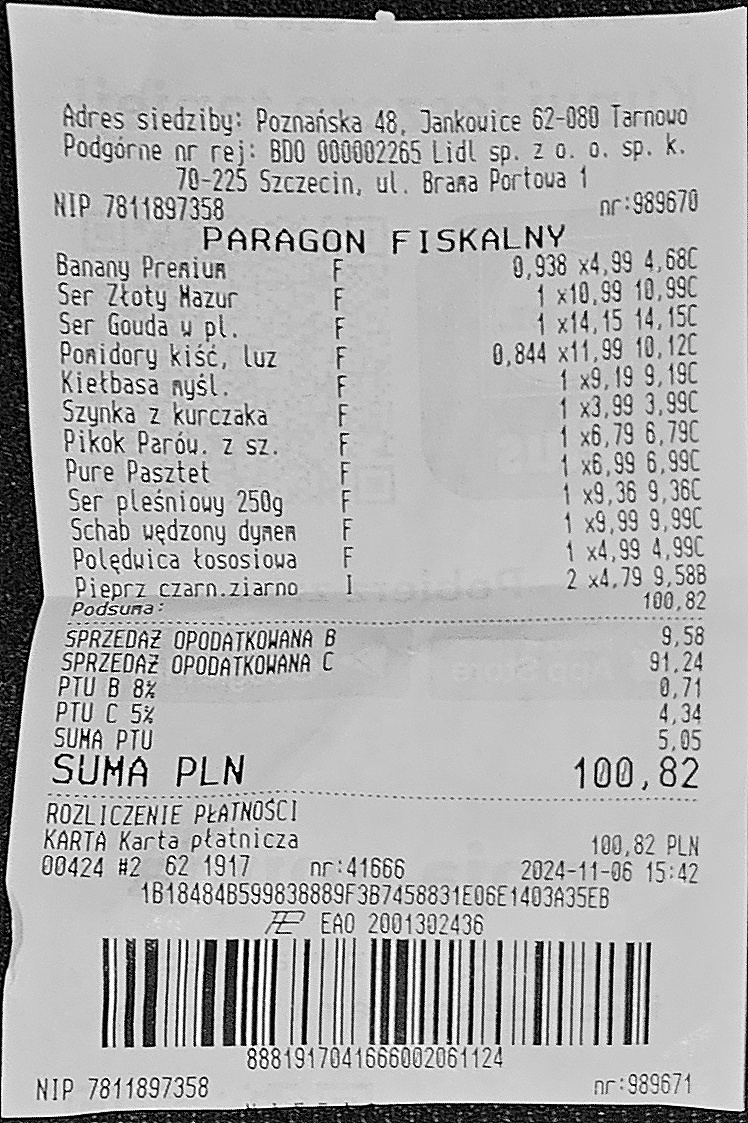 Adres siedziby: Poznańska 48, Jankowice 62-080 Tarnowo
Podgórne nr rej: BDO 000002265 Lidl sp. z o. o. sp. k.
70-225 Szczecin, ul. Brama Portowa 1
NIP 7811897358 nr:989670
PARAGON FISKALNY
Banany Premium F 0,938 x4,99 4,68C
Ser Złoty Mazur F 1 x10,99 10,99C
Ser Gouda w pl. F 1 x14,15 14,15C
Pomidory kiść, luz F 0,844 x11,99 10,12C
Kiełbasa myśl. F 1 x9,19 9,19C
Szynka z kurczaka F 1 x3,99 3,99C
Pikok Parów. z sz. F 1 x6,79 6,79C
Pure Pasztet F 1 x6,99 6,99C
Ser pleśniowy 250g F 1 x9,36 9,36C
Schab wędzony dymem F 1 x9,99 9,99C
Polędwica łososiowa F 1 x4,99 4,99C
Pieprz czarn.ziarno I 2 x4,79 9,58B
Podsuma: 100,82
SPRZEDAŻ OPODATKOWANA B 9,58
SPRZEDAŻ OPODATKOWANA C 91,24
PTU B 8% 0,71
PTU C 5% 4,34
SUMA PTU 5,05
SUMA PLN 100,82
ROZLICZENIE PŁATNOŚCI
KARTA Karta płatnicza 100,82 PLN
00424 #2 62 1917 nr:41666 2024-11-06 15:42
1B18484B599838889F3B7458831E06E1403A35EB
EAO 2001302436
8881917041666002061124
NIP 7811897358 nr:989671